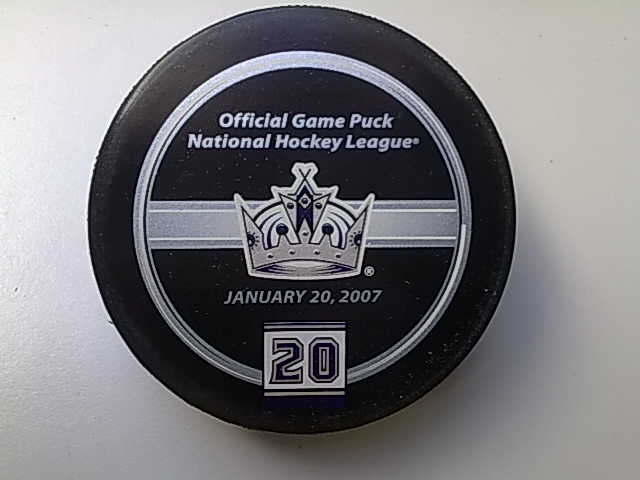 Official Game Puck
National Hockey League®
®
JANUARY 20, 2007
20